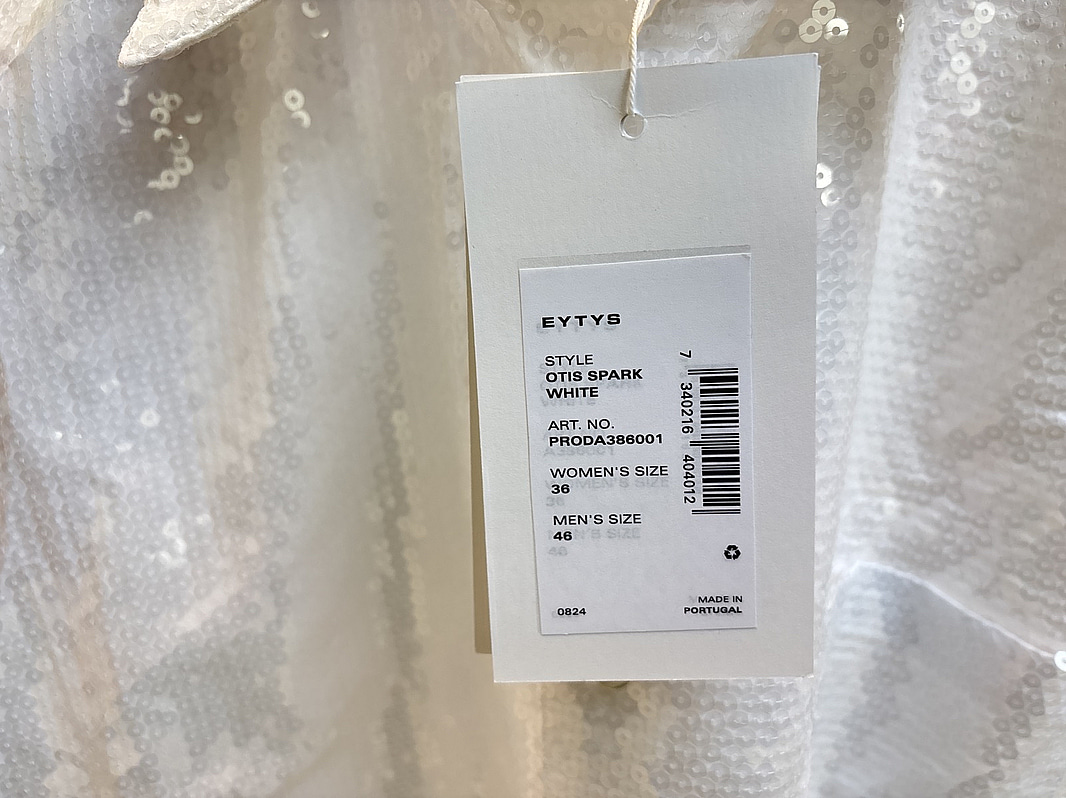 EYTYS
STYLE
OTIS SPARK
WHITE
ART. NO.
PRODA386001
WOMEN'S SIZE
36
MEN'S SIZE
46
0824
MADE IN
PORTUGAL
7 340216 404012